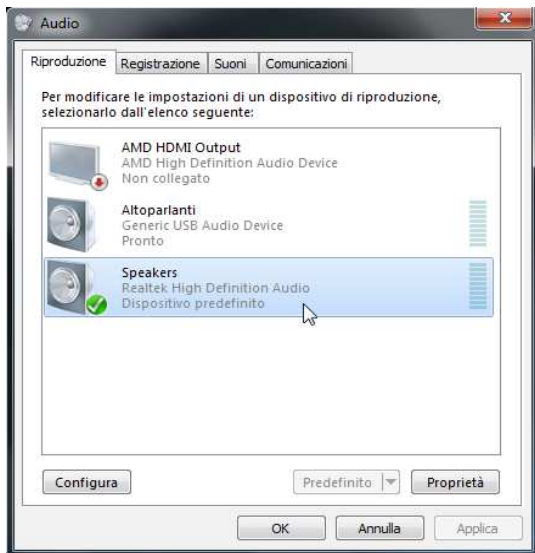 Audio
Riproduzione Registrazione Suoni Comunicazioni
Per modificare le impostazioni di un dispositivo di riproduzione,
selezionarlo dall'elenco seguente:
AMD HDMI Output
AMD High Definition Audio Device
Non collegato
Altoparlanti
Generic USB Audio Device
Pronto
Speakers
Realtek High Definition Audio
Dispositivo predefinito
Configura Predefinito Proprietà
OK Annulla Applica